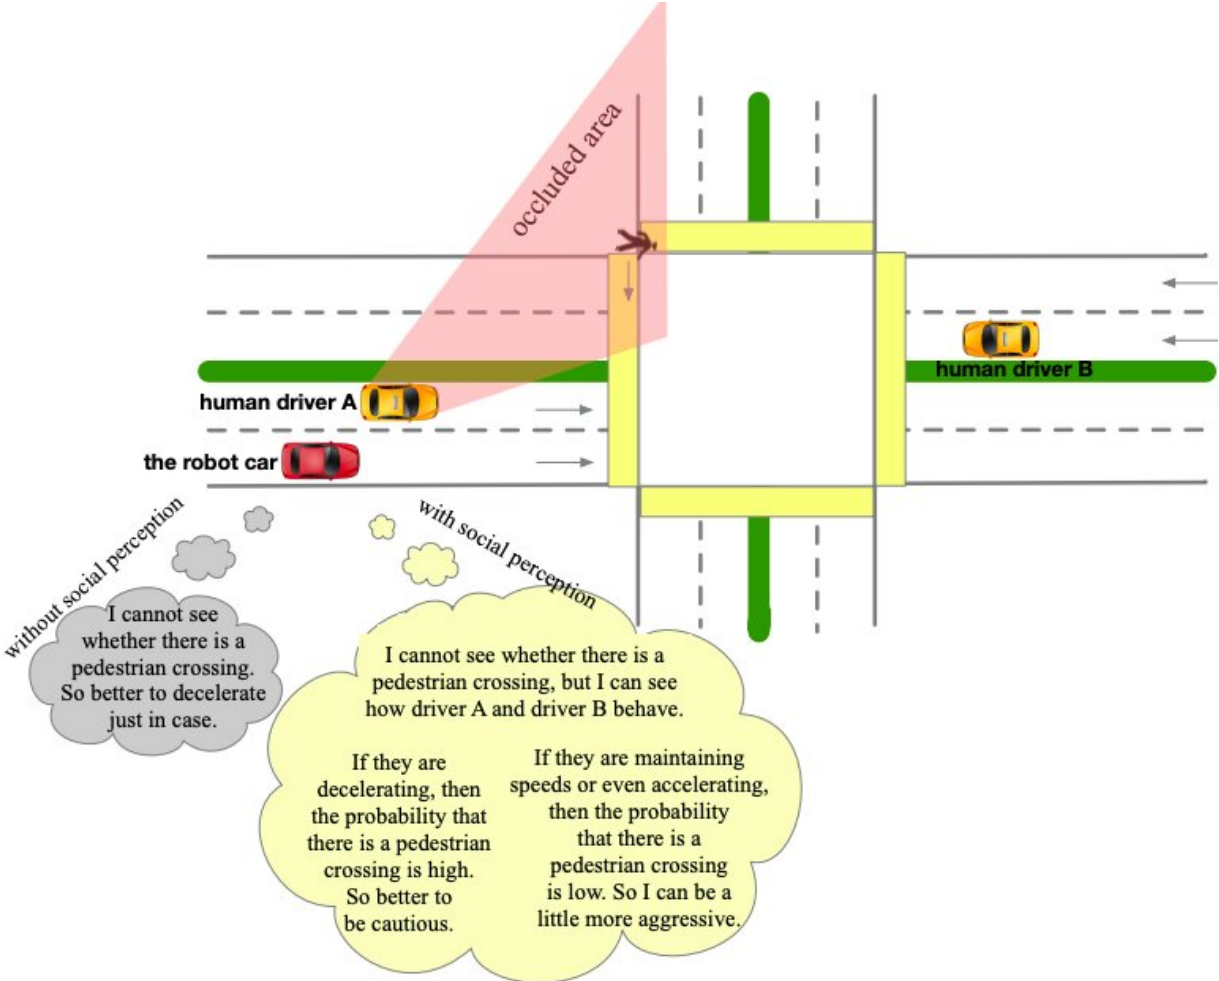 occluded area
human driver A
human driver B
the robot car
without social perception
with social perception
I cannot see
whether there is a
pedestrian crossing.
So better to decelerate
just in case.
I cannot see whether there is a
pedestrian crossing, but I can see
how driver A and driver B behave.
If they are
decelerating, then
the probability that
there is a pedestrian
crossing is high.
So better to
be cautious.
If they are maintaining
speeds or even accelerating,
then the probability
that there is a
pedestrian crossing
is low. So I can be a
little more aggressive.